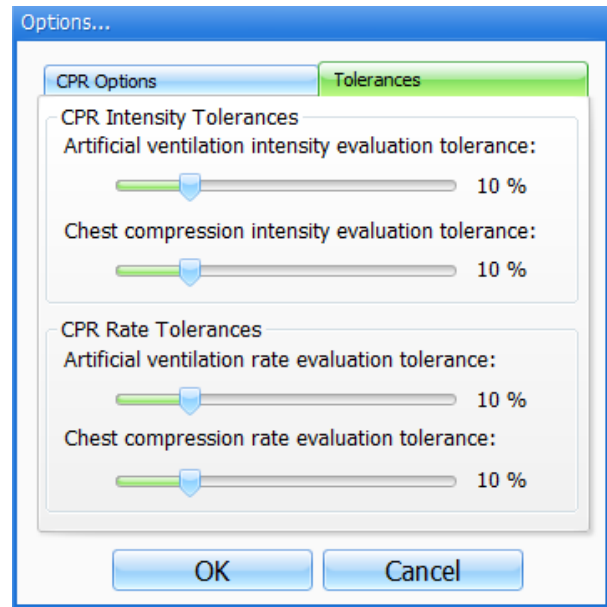 Options...
CPR Options
Tolerances
CPR Intensity Tolerances
Artificial ventilation intensity evaluation tolerance:
10 %
Chest compression intensity evaluation tolerance:
10 %
CPR Rate Tolerances
Artificial ventilation rate evaluation tolerance:
10 %
Chest compression rate evaluation tolerance:
10 %
OK
Cancel